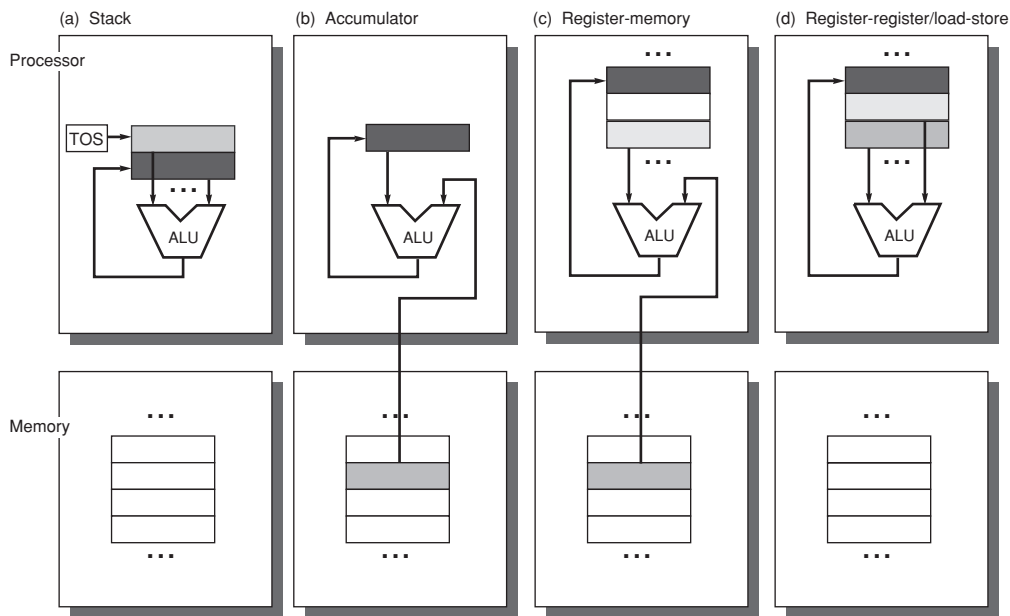 (a) Stack
(b) Accumulator
(c) Register-memory
(d) Register-register/load-store
Processor
...
...
TOS
...
...
...
ALU
ALU
ALU
ALU
Memory
...
...
...
...
...
...
...
...